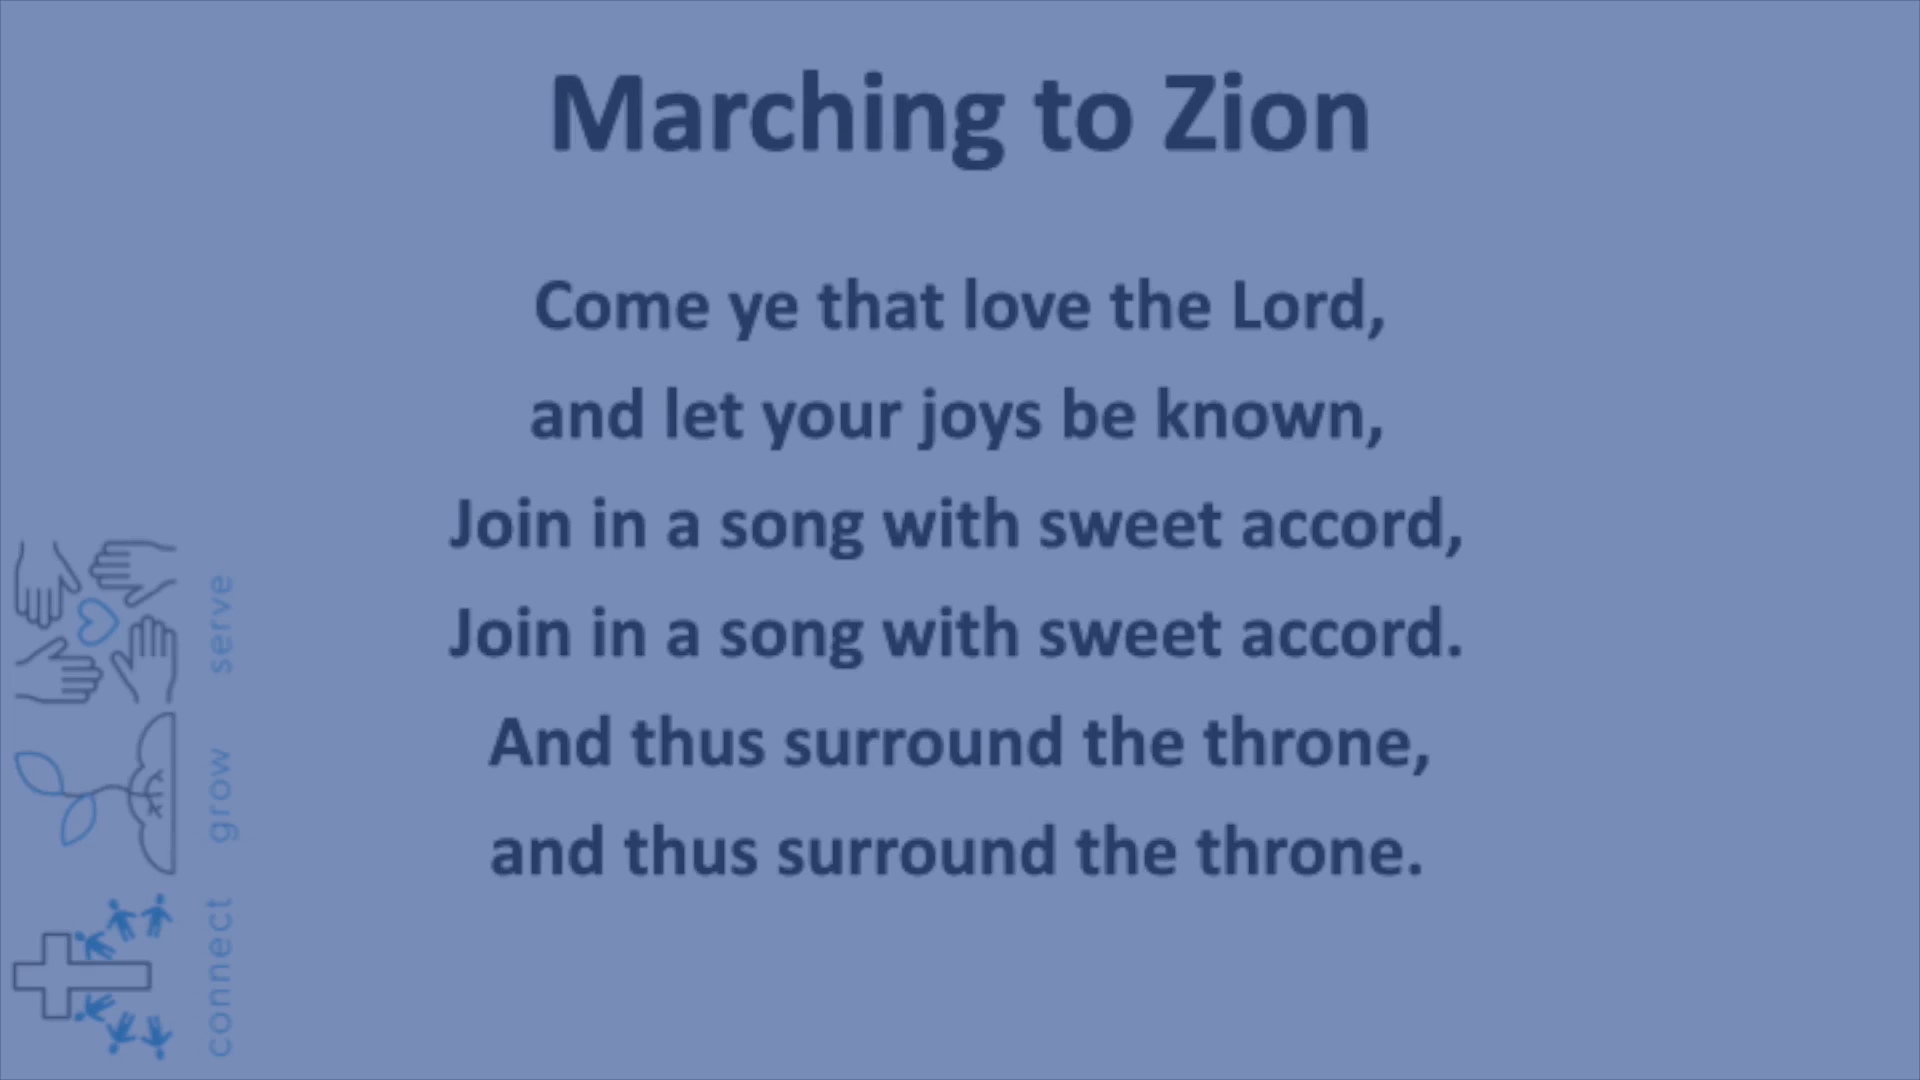 Marching to Zion
Come ye that love the Lord,
and let your joys be known,
Join in a song with sweet accord,
Join in a song with sweet accord.
And thus surround the throne,
and thus surround the throne.
connect grow serve